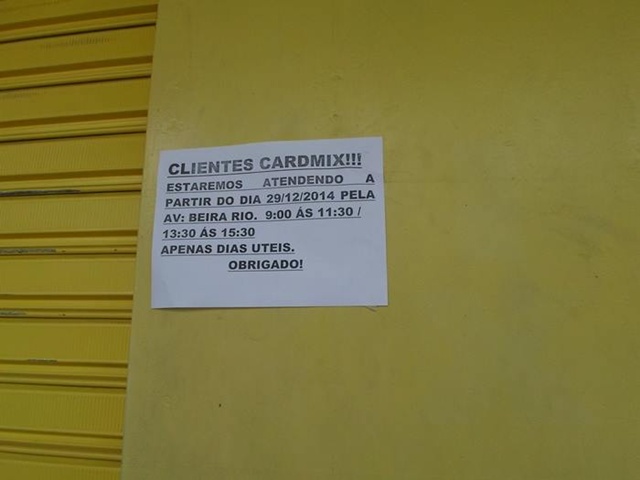 CLIENTES CARDMIX!!!
ESTAREMOS ATENDENDO A
PARTIR DO DIA 29/12/2014 PELA
AV: BEIRA RIO. 9:00 ÁS 11:30 /
13:30 ÁS 15:30
APENAS DIAS UTEIS.
OBRIGADO!